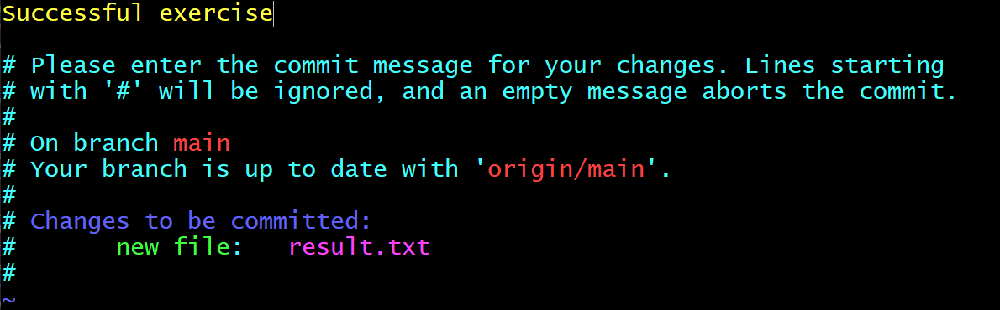 Successful exercise
# Please enter the commit message for your changes. Lines starting
# with '#' will be ignored, and an empty message aborts the commit.
#
# On branch main
# Your branch is up to date with 'origin/main'.
#
# Changes to be committed:
#       new file:   result.txt
#
~